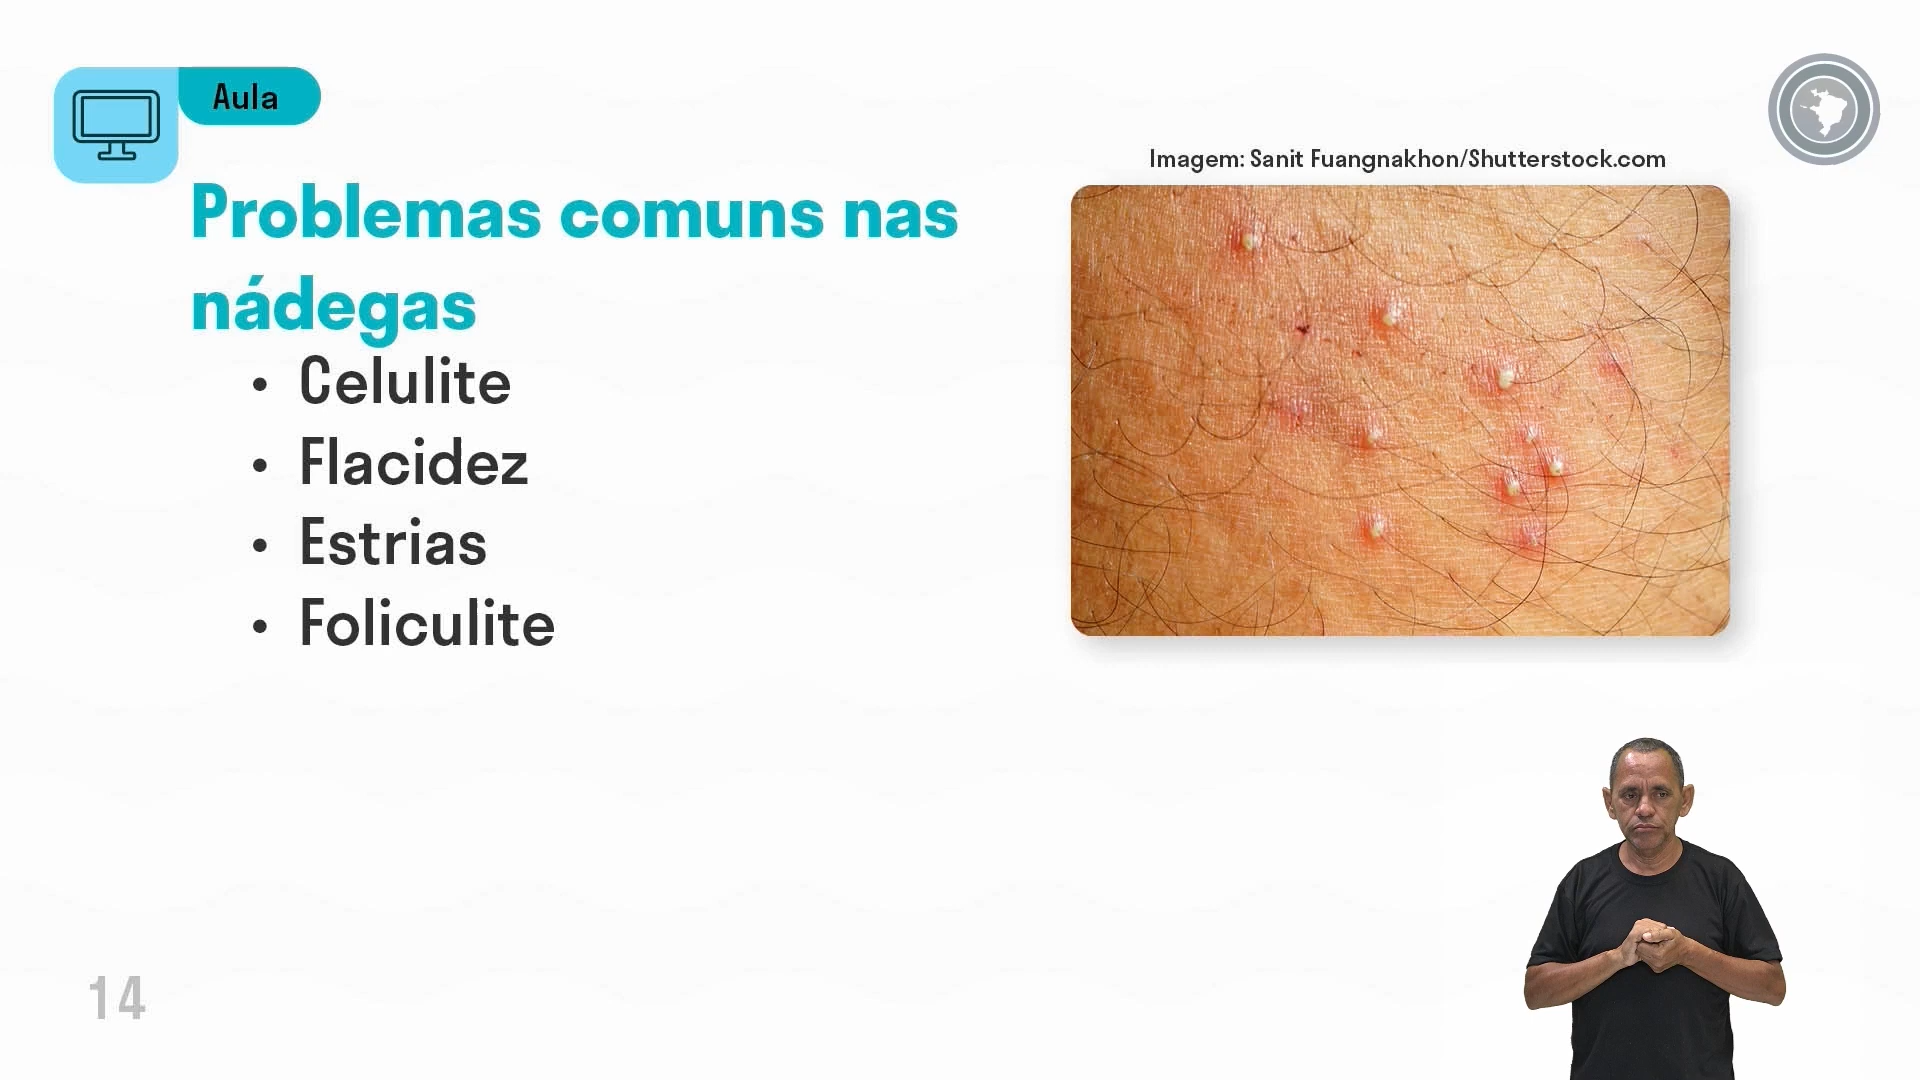 Aula
Imagem: Sanit Fuangnakhon/Shutterstock.com
Problemas comuns nas
nádegas
• Celulite
• Flacidez
• Estrias
• Foliculite
14